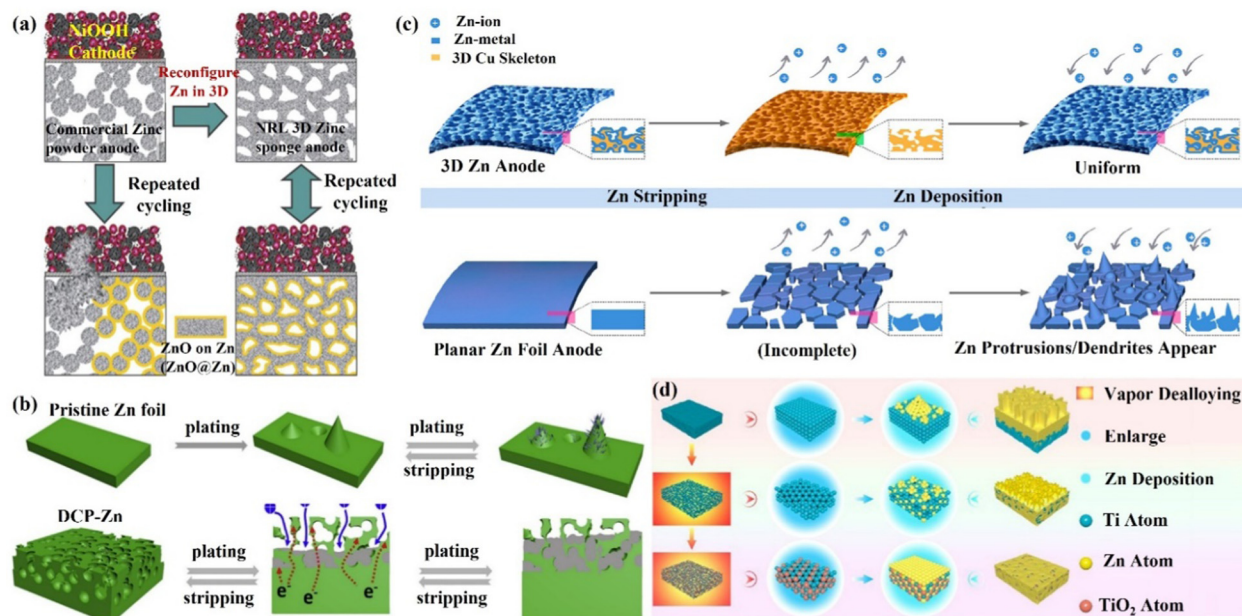 (a)
NiOOH
Cathode
Reconfigure
Zn in 3D
Commercial Zinc
powder anode
NRL 3D Zinc
sponge anode
Repeated
cycling
Repeated
cycling
ZnO on Zn
(ZnO@Zn)
(b)
Pristine Zn foil
plating
plating
stripping
DCP-Zn
plating
stripping
e-
e-
e-
plating
stripping
(c)
Zn-ion
Zn-metal
3D Cu Skeleton
3D Zn Anode
Uniform
Zn Stripping
Zn Deposition
Planar Zn Foil Anode
(Incomplete)
Zn Protrusions/Dendrites Appear
(d)
Vapor Dealloying
Enlarge
Zn Deposition
Ti Atom
Zn Atom
TiO2 Atom